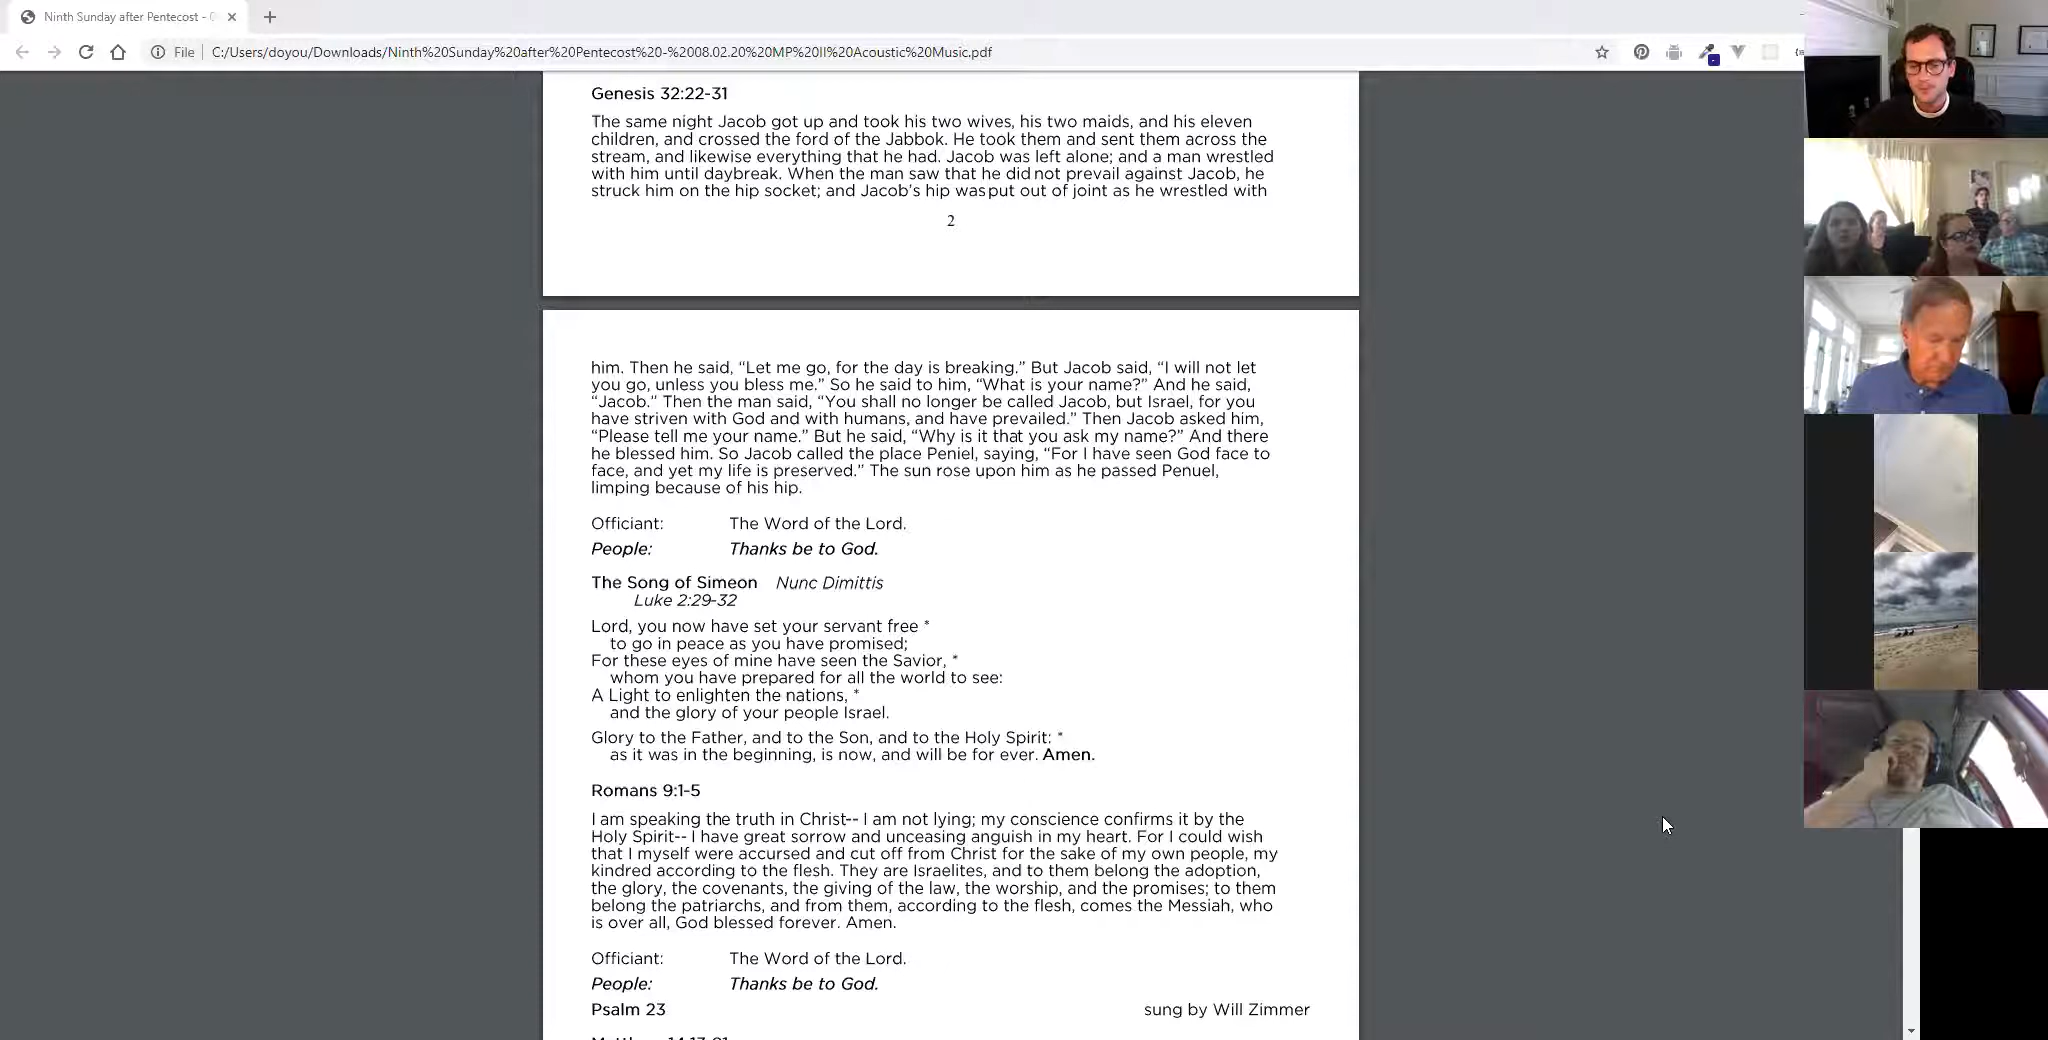 Ninth Sunday after Pentecost -
File
C:/Users/doyou/Downloads/Ninth%20Sunday%20after%20Pentecost%20-%2008.02.20%20MP%20II%20Acoustic%20Music.pdf
Genesis 32:22-31
The same night Jacob got up and took his two wives, his two maids, and his eleven
children, and crossed the ford of the Jabbok. He took them and sent them across the
stream, and likewise everything that he had. Jacob was left alone; and a man wrestled
with him until daybreak. When the man saw that he did not prevail against Jacob, he
struck him on the hip socket; and Jacob’s hip was put out of joint as he wrestled with
2
him. Then he said, “Let me go, for the day is breaking.” But Jacob said, “I will not let
you go, unless you bless me.” So he said to him, “What is your name?” And he said,
“Jacob.” Then the man said, “You shall no longer be called Jacob, but Israel, for you
have striven with God and with humans, and have prevailed.” Then Jacob asked him,
“Please tell me your name.” But he said, “Why is it that you ask my name?” And there
he blessed him. So Jacob called the place Peniel, saying, “For I have seen God face to
face, and yet my life is preserved.” The sun rose upon him as he passed Penuel,
limping because of his hip.
Officiant: The Word of the Lord.
People: Thanks be to God.
The Song of Simeon Nunc Dimittis
Luke 2:29-32
Lord, you now have set your servant free *
to go in peace as you have promised;
For these eyes of mine have seen the Savior, *
whom you have prepared for all the world to see:
A Light to enlighten the nations, *
and the glory of your people Israel.
Glory to the Father, and to the Son, and to the Holy Spirit: *
as it was in the beginning, is now, and will be for ever. Amen.
Romans 9:1-5
I am speaking the truth in Christ-- I am not lying; my conscience confirms it by the
Holy Spirit-- I have great sorrow and unceasing anguish in my heart. For I could wish
that I myself were accursed and cut off from Christ for the sake of my own people, my
kindred according to the flesh. They are Israelites, and to them belong the adoption,
the glory, the covenants, the giving of the law, the worship, and the promises; to them
belong the patriarchs, and from them, according to the flesh, comes the Messiah, who
is over all, God blessed forever. Amen.
Officiant: The Word of the Lord.
People: Thanks be to God.
Psalm 23 sung by Will Zimmer